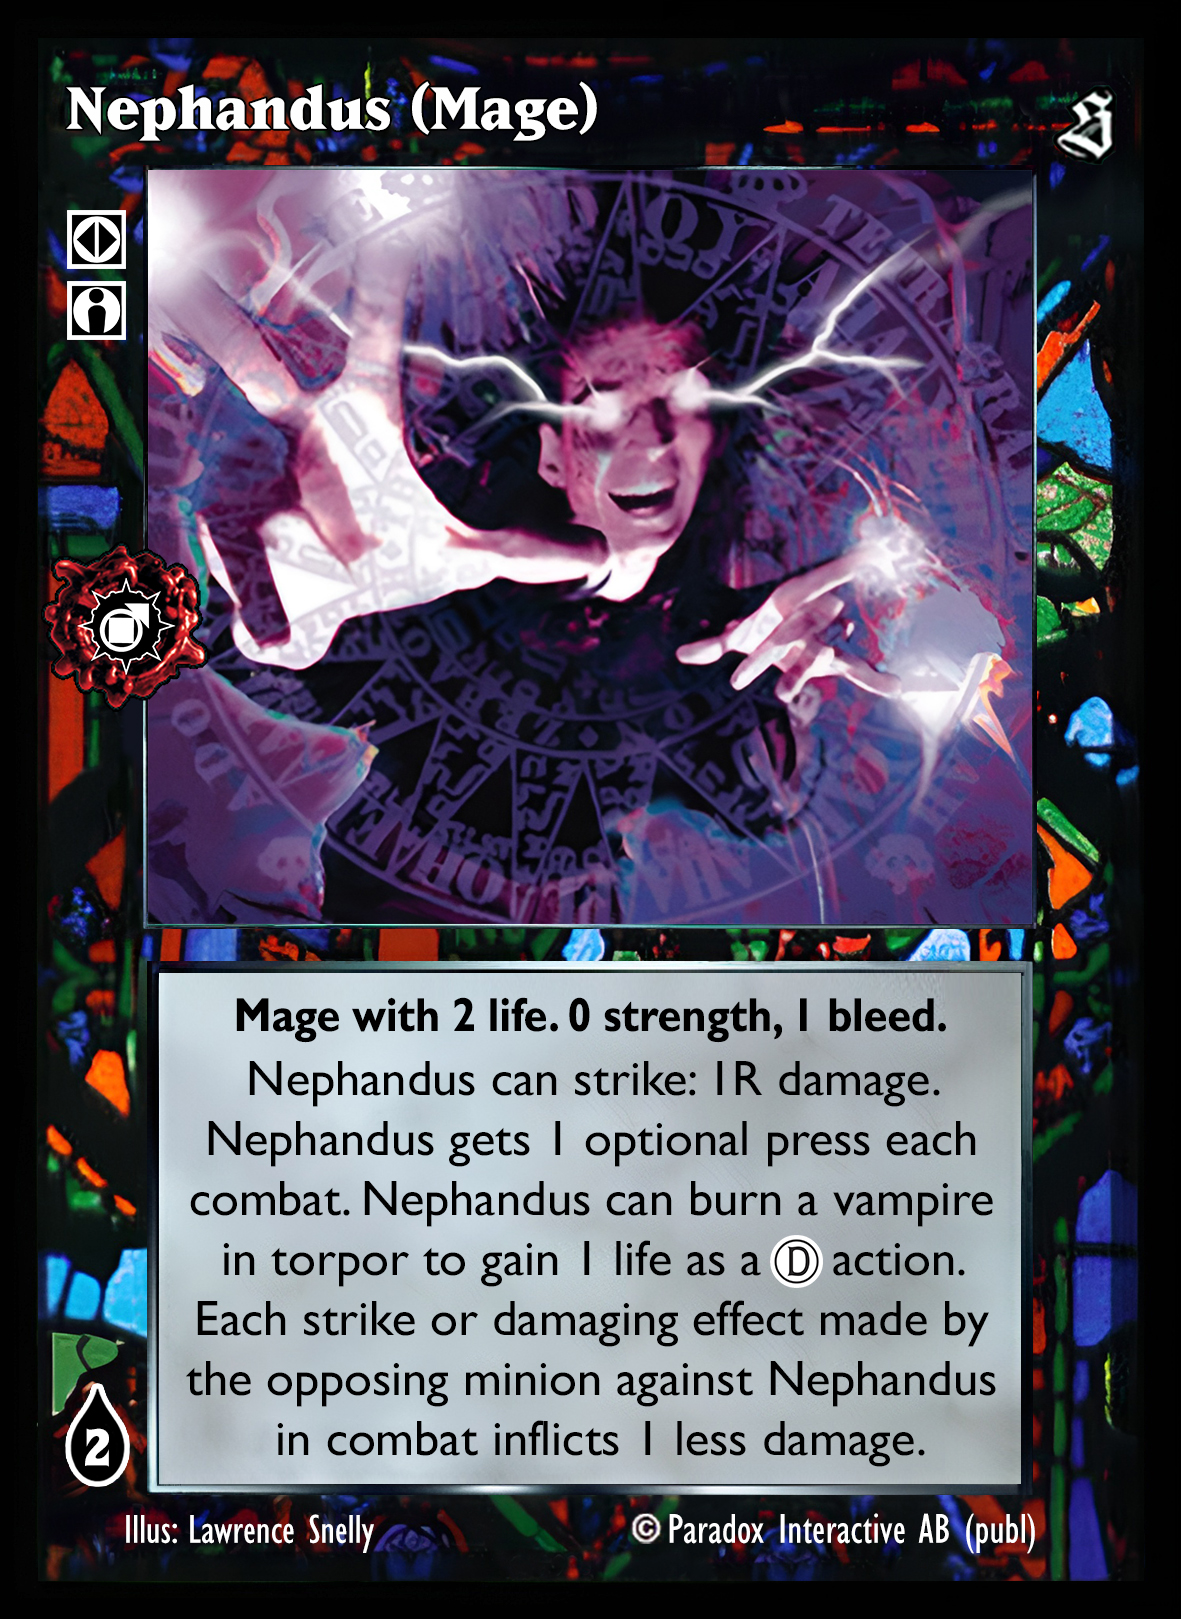 Nephandus (Mage)
Mage with 2 life. 0 strength, 1 bleed.
Nephandus can strike: 1R damage.
Nephandus gets 1 optional press each
combat. Nephandus can burn a vampire
in torpor to gain 1 life as a Ⓓ action.
Each strike or damaging effect made by
the opposing minion against Nephandus
in combat inflicts 1 less damage.
2
Illus: Lawrence Snelly
© Paradox Interactive AB (publ)